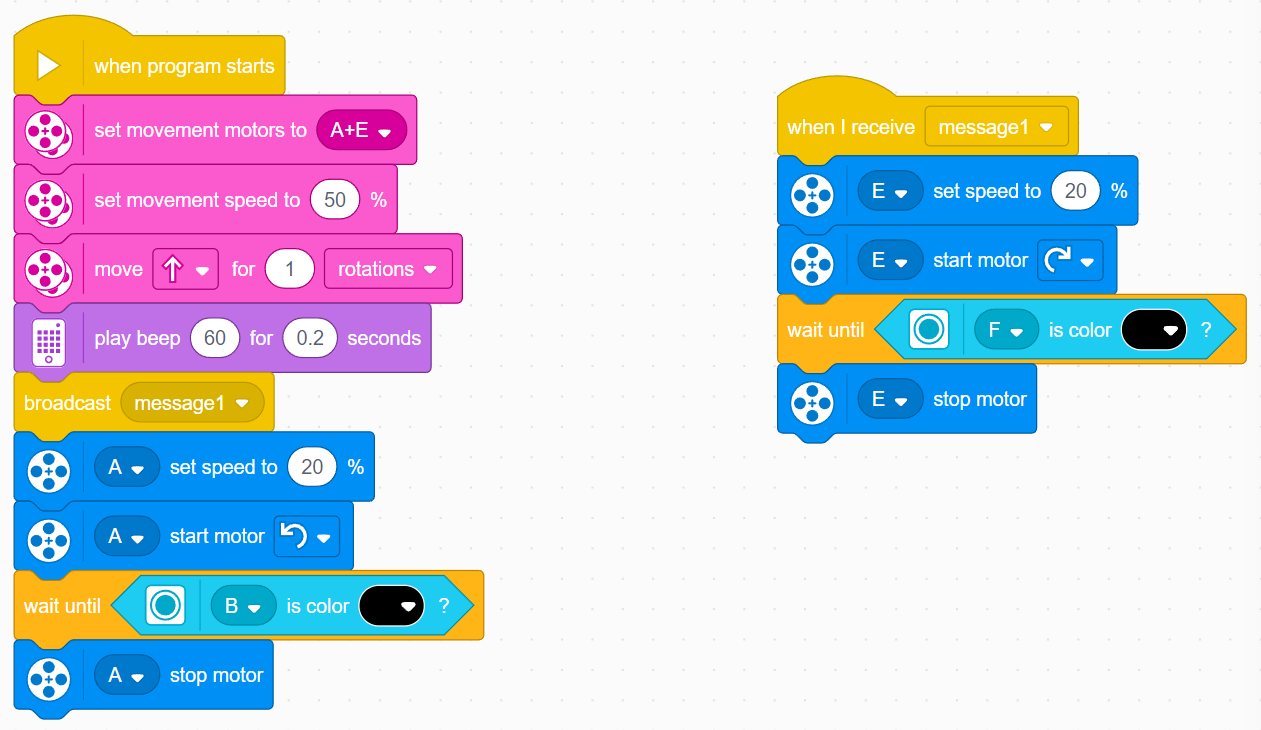 when program starts
set movement motors to A+E
set movement speed to 50 %
move for 1 rotations
play beep 60 for 0.2 seconds
broadcast message1
A set speed to 20 %
A start motor
wait until B is color ?
A stop motor
when I receive message1
E set speed to 20 %
E start motor
wait until F is color ?
E stop motor